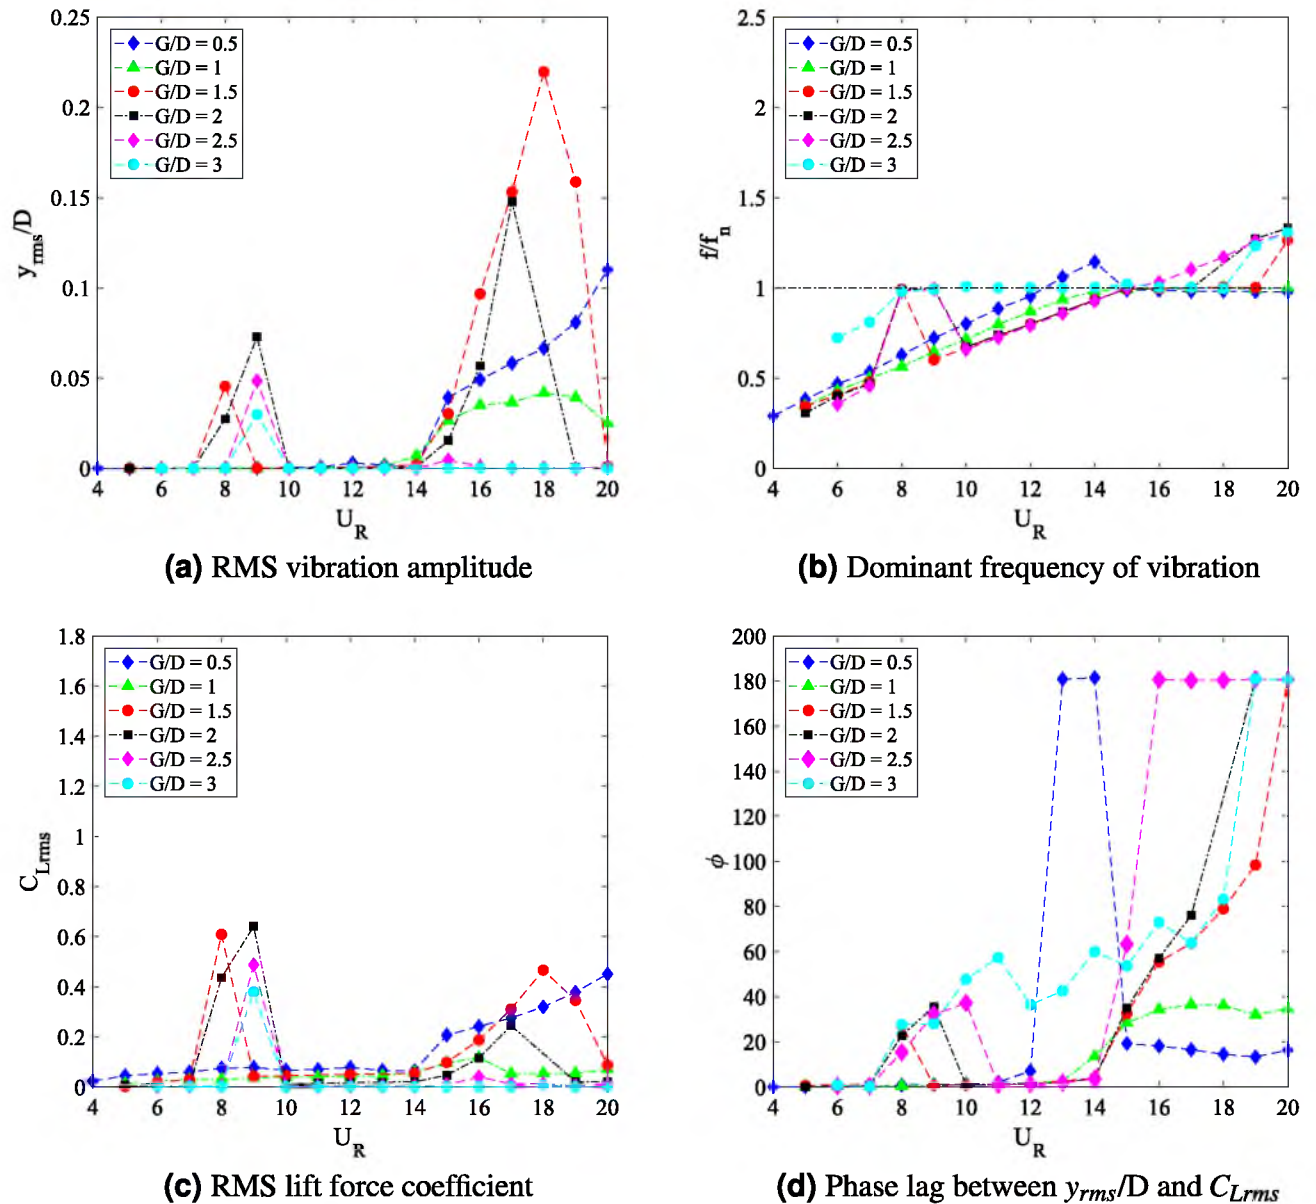 0.25
0.2
0.15
0.1
0.05
0
y_rms/D
G/D = 0.5
G/D = 1
G/D = 1.5
G/D = 2
G/D = 2.5
G/D = 3
4 6 8 10 12 14 16 18 20
U_R
(a) RMS vibration amplitude
2.5
2
1.5
1
0.5
0
f/f_n
G/D = 0.5
G/D = 1
G/D = 1.5
G/D = 2
G/D = 2.5
G/D = 3
4 6 8 10 12 14 16 18 20
U_R
(b) Dominant frequency of vibration
1.8
1.6
1.4
1.2
1
0.8
0.6
0.4
0.2
0
C_Lrms
G/D = 0.5
G/D = 1
G/D = 1.5
G/D = 2
G/D = 2.5
G/D = 3
4 6 8 10 12 14 16 18 20
U_R
(c) RMS lift force coefficient
200
180
160
140
120
100
80
60
40
20
0
ϕ
G/D = 0.5
G/D = 1
G/D = 1.5
G/D = 2
G/D = 2.5
G/D = 3
4 6 8 10 12 14 16 18 20
U_R
(d) Phase lag between y_rms/D and C_Lrms